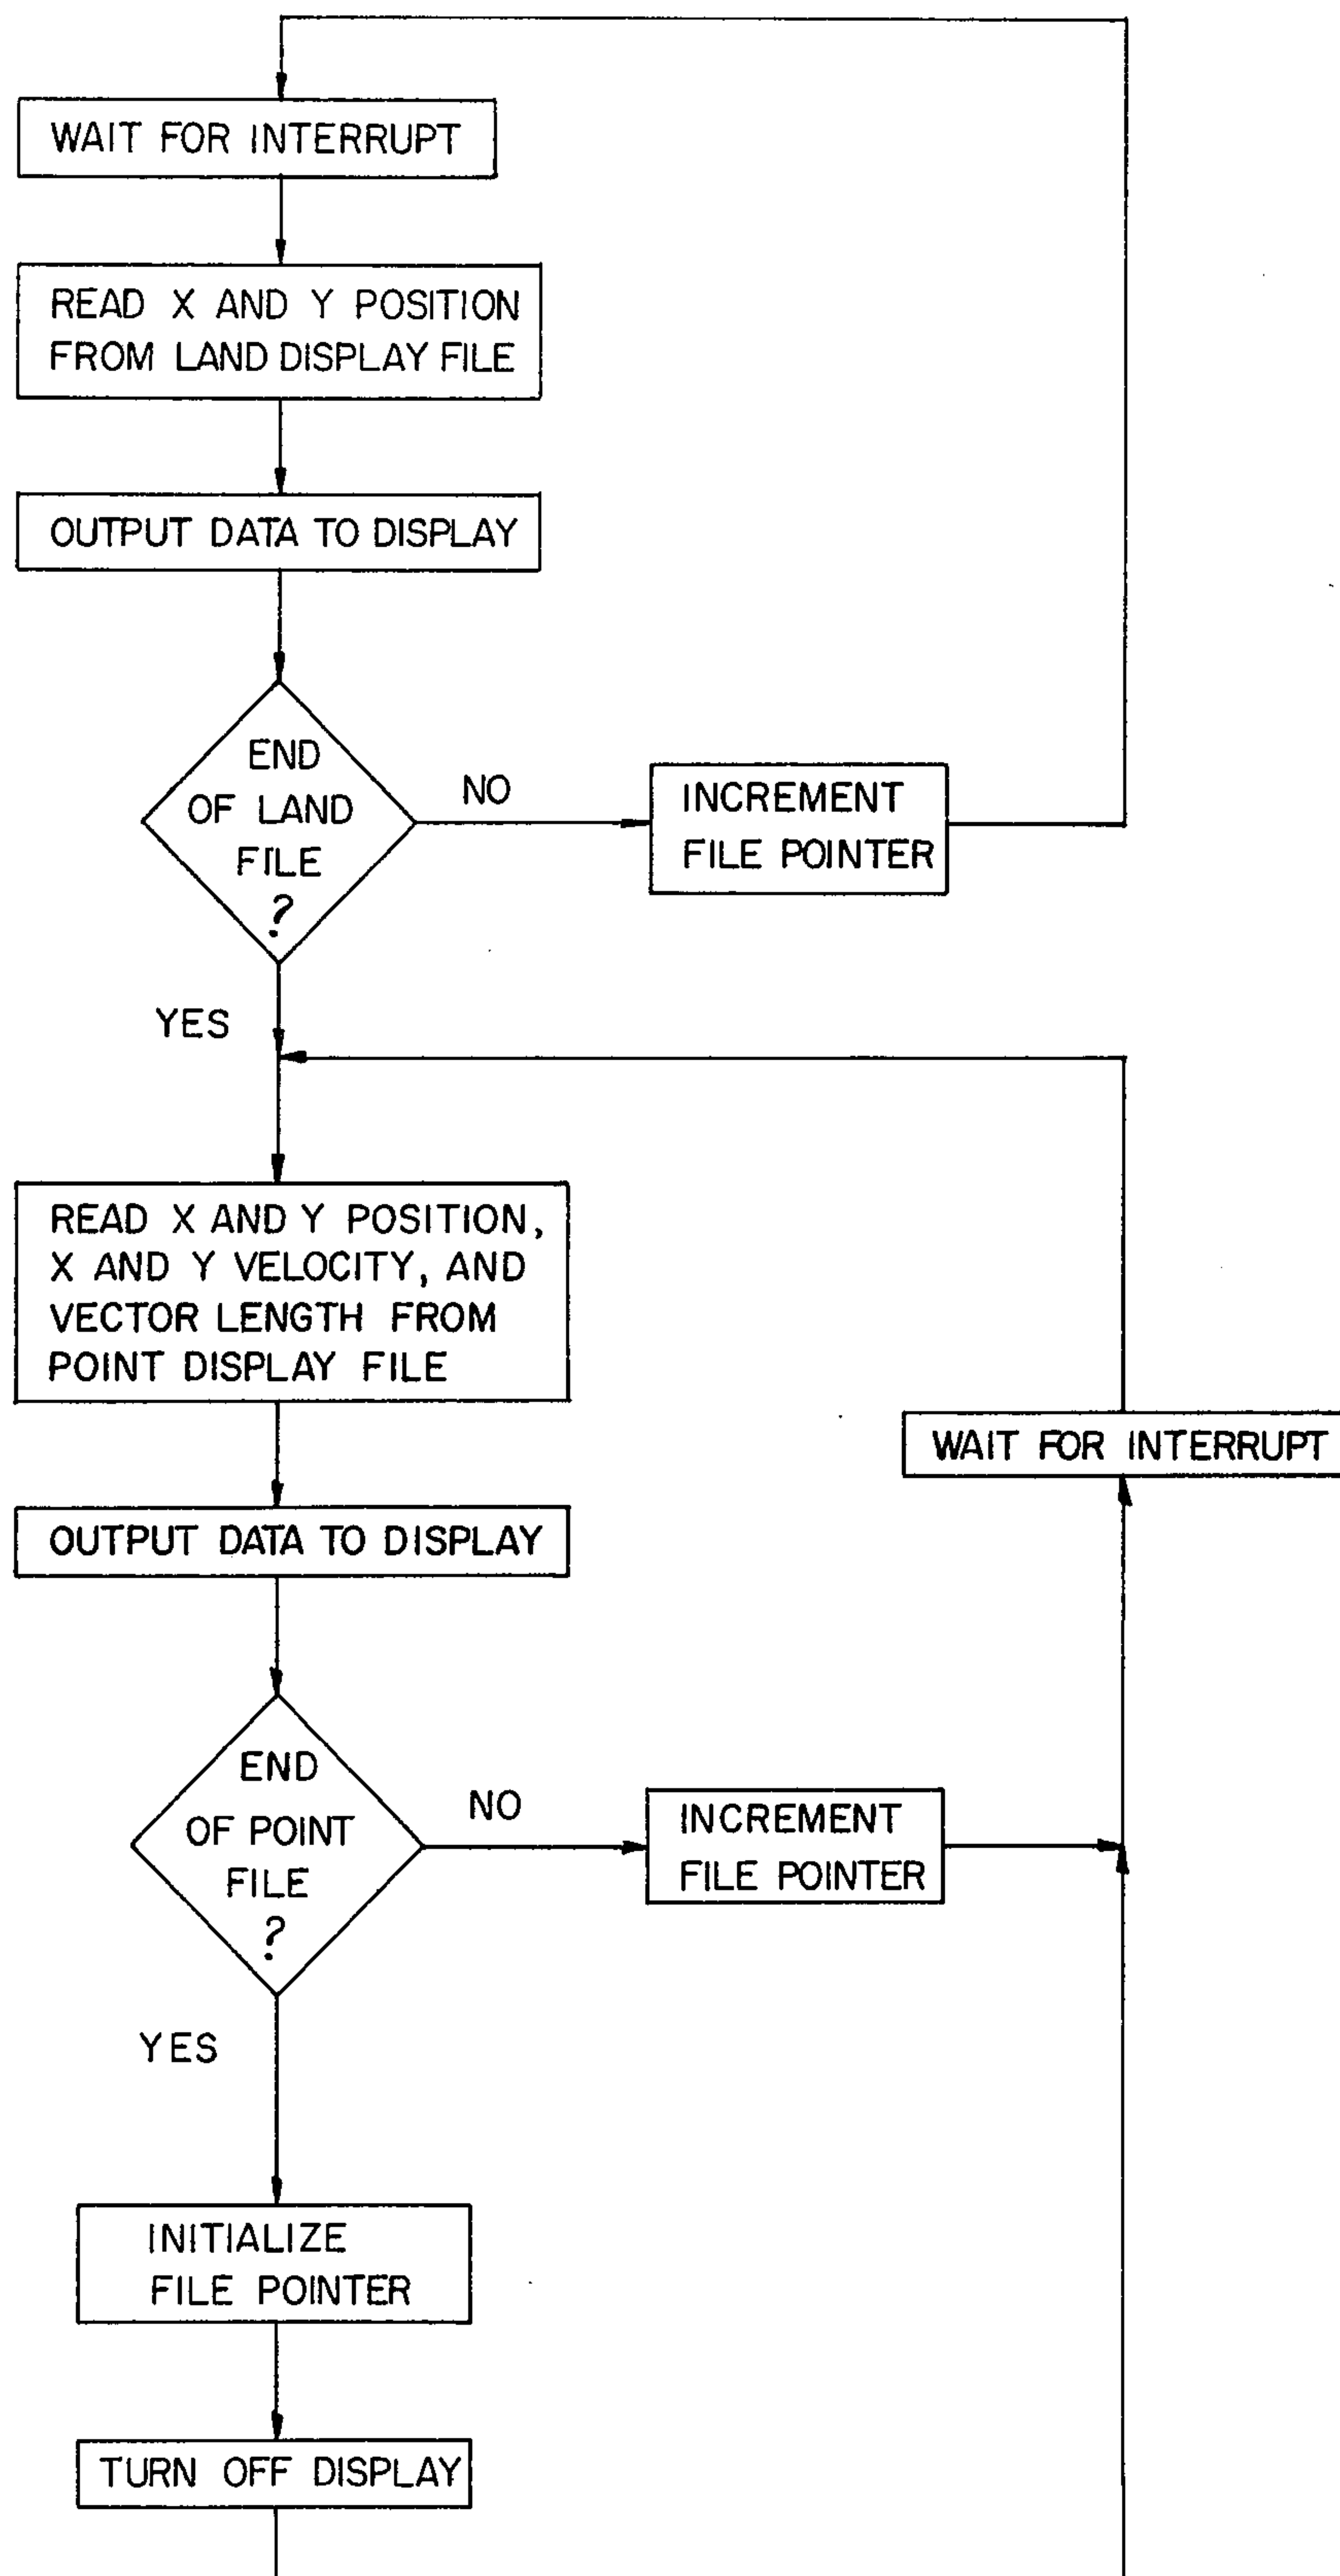 WAIT FOR INTERRUPT
READ X AND Y POSITION
FROM LAND DISPLAY FILE
OUTPUT DATA TO DISPLAY
END
OF LAND
FILE
?
NO
INCREMENT
FILE POINTER
YES
READ X AND Y POSITION,
X AND Y VELOCITY, AND
VECTOR LENGTH FROM
POINT DISPLAY FILE
WAIT FOR INTERRUPT
OUTPUT DATA TO DISPLAY
END
OF POINT
FILE
?
NO
INCREMENT
FILE POINTER
YES
INITIALIZE
FILE POINTER
TURN OFF DISPLAY